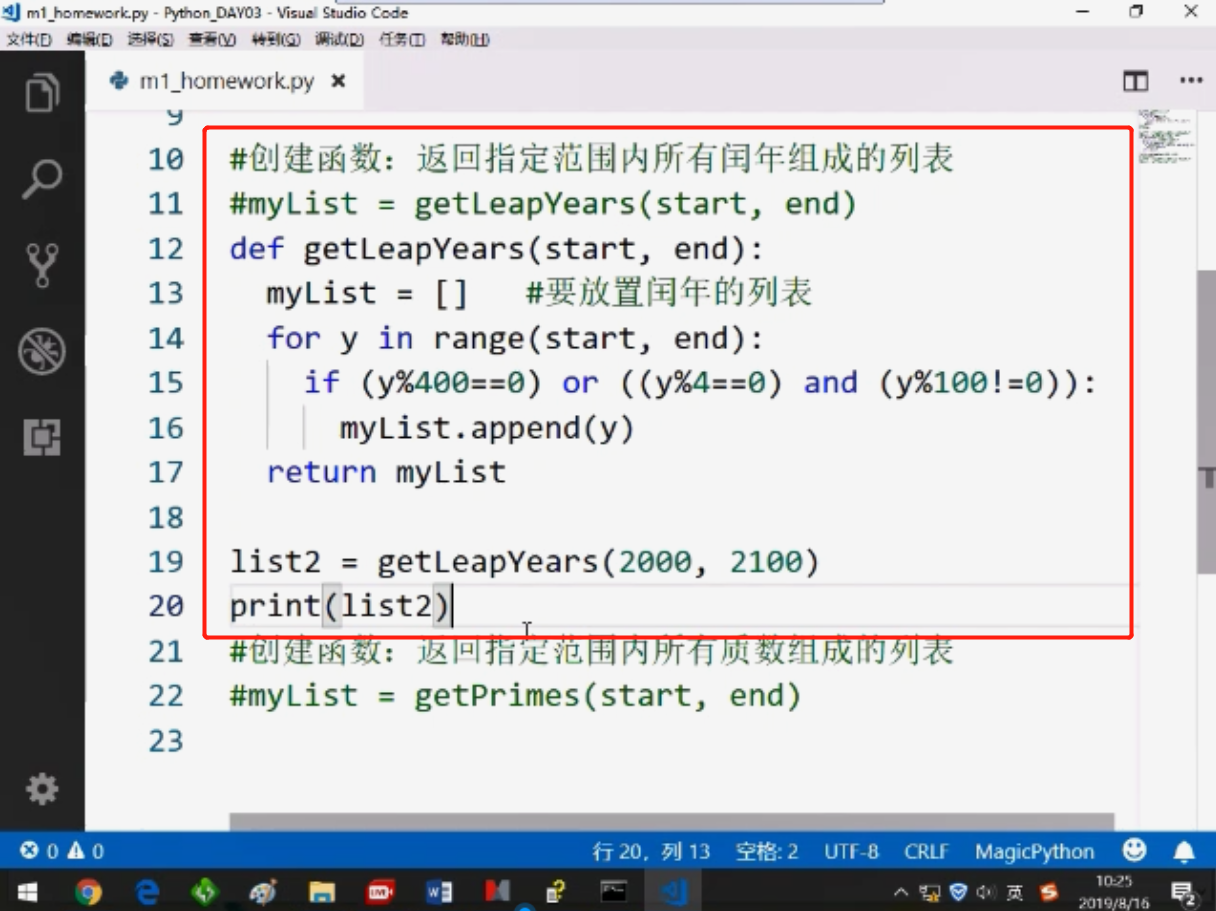 m1_homework.py - Python_DAY03 - Visual Studio Code
文件(F) 编辑(E) 选择(S) 查看(V) 转到(G) 调试(D) 任务(T) 帮助(H)
m1_homework.py
9
10 #创建函数：返回指定范围内所有闰年组成的列表
11 #myList = getLeapYears(start, end)
12 def getLeapYears(start, end):
13 myList = [] #要放置闰年的列表
14 for y in range(start, end):
15 if (y%400==0) or ((y%4==0) and (y%100!=0)):
16 myList.append(y)
17 return myList
18
19 list2 = getLeapYears(2000, 2100)
20 print(list2)
21 #创建函数：返回指定范围内所有质数组成的列表
22 #myList = getPrimes(start, end)
23
0 0 行 20，列 13 空格: 2 UTF-8 CRLF MagicPython
英 10:25
2019/8/16 2